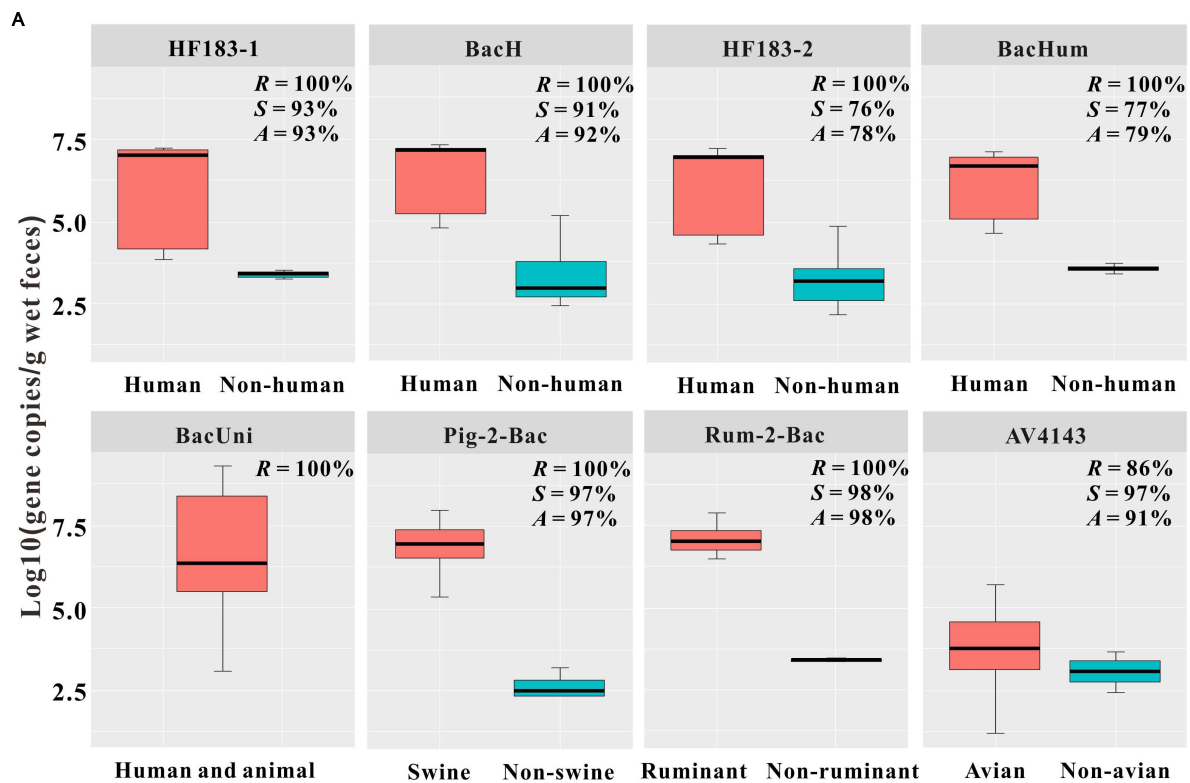 A
HF183-1
BacH
HF183-2
BacHum
R = 100%
S = 93%
A = 93%
R = 100%
S = 91%
A = 92%
R = 100%
S = 76%
A = 78%
R = 100%
S = 77%
A = 79%
Log10(gene copies/g wet feces)
7.5
5.0
2.5
Human Non-human
Human Non-human
Human Non-human
Human Non-human
BacUni
Pig-2-Bac
Rum-2-Bac
AV4143
R = 100%
R = 100%
S = 97%
A = 97%
R = 100%
S = 98%
A = 98%
R = 86%
S = 97%
A = 91%
7.5
5.0
2.5
Human and animal
Swine Non-swine
Ruminant Non-ruminant
Avian Non-avian